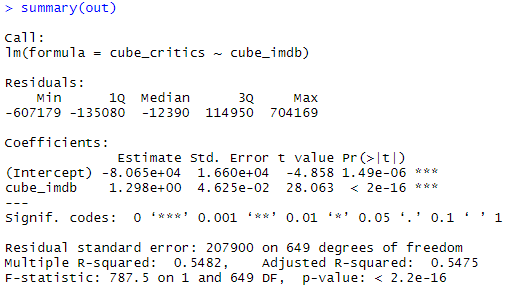 > summary(out)
Call:
lm(formula = cube_critics ~ cube_imdb)
Residuals:
    Min      1Q  Median      3Q     Max
-607179 -135080  -12390  114950  704169
Coefficients:
              Estimate Std. Error t value Pr(>|t|)
(Intercept) -8.065e+04  1.660e+04  -4.858 1.49e-06 ***
cube_imdb    1.298e+00  4.625e-02  28.063  < 2e-16 ***
---
Signif. codes:  0 ‘***’ 0.001 ‘**’ 0.01 ‘*’ 0.05 ‘.’ 0.1 ‘ ’ 1
Residual standard error: 207900 on 649 degrees of freedom
Multiple R-squared:  0.5482,    Adjusted R-squared:  0.5475
F-statistic: 787.5 on 1 and 649 DF,  p-value: < 2.2e-16